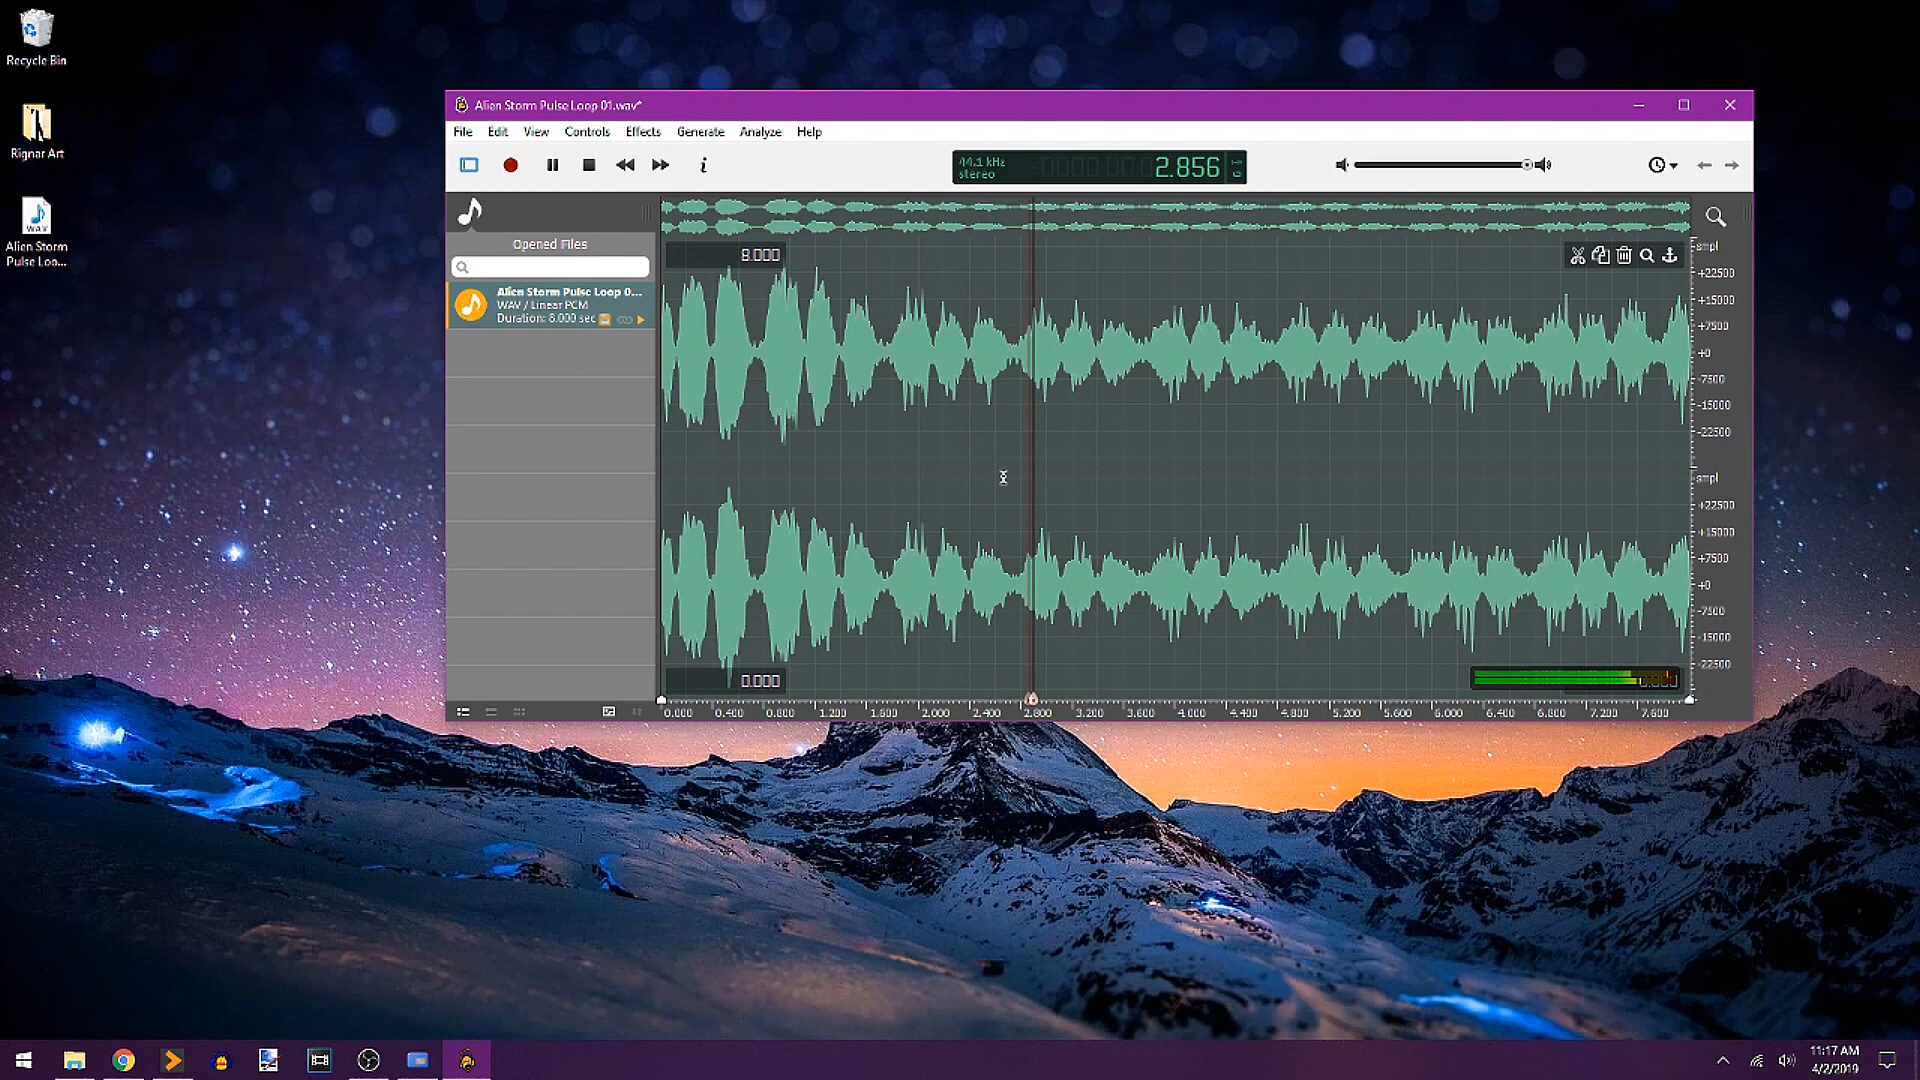 Recycle Bin
Rignar Art
WAV
Alien Storm
Pulse Loo...
Alien Storm Pulse Loop 01.wav*
File Edit View Controls Effects Generate Analyze Help
44.1 kHz
stereo
2.856
Opened Files
Alien Storm Pulse Loop 0...
WAV / Linear PCM
Duration: 8.000 sec
8.000
smpl
+22500
+15000
+7500
+0
-7500
-15000
-22500
smpl
+22500
+15000
+7500
+0
-7500
-15000
-22500
0.000
0.000 0.400 0.800 1.200 1.600 2.000 2.400 2.800 3.200 3.600 4.000 4.400 4.800 5.200 5.600 6.000 6.400 6.800 7.200 7.600
11:17 AM
4/2/2019